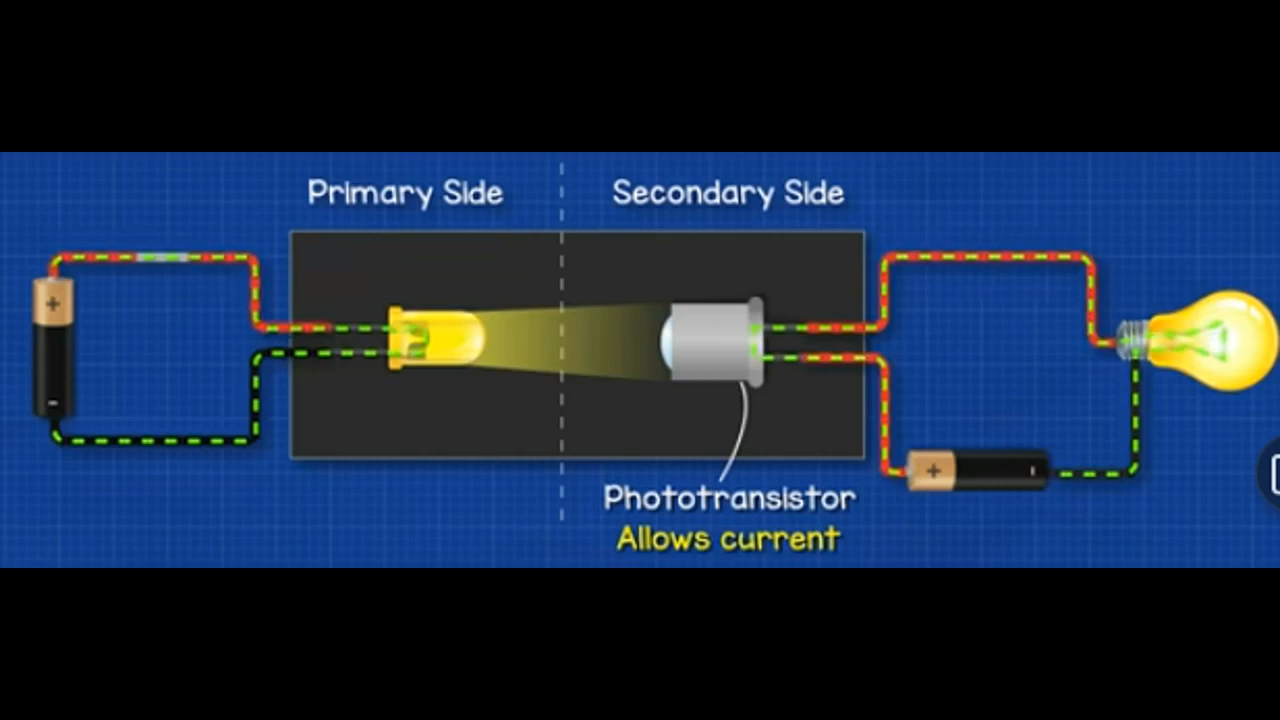 Primary Side
Secondary Side
+
-
+
-
Phototransistor
Allows current